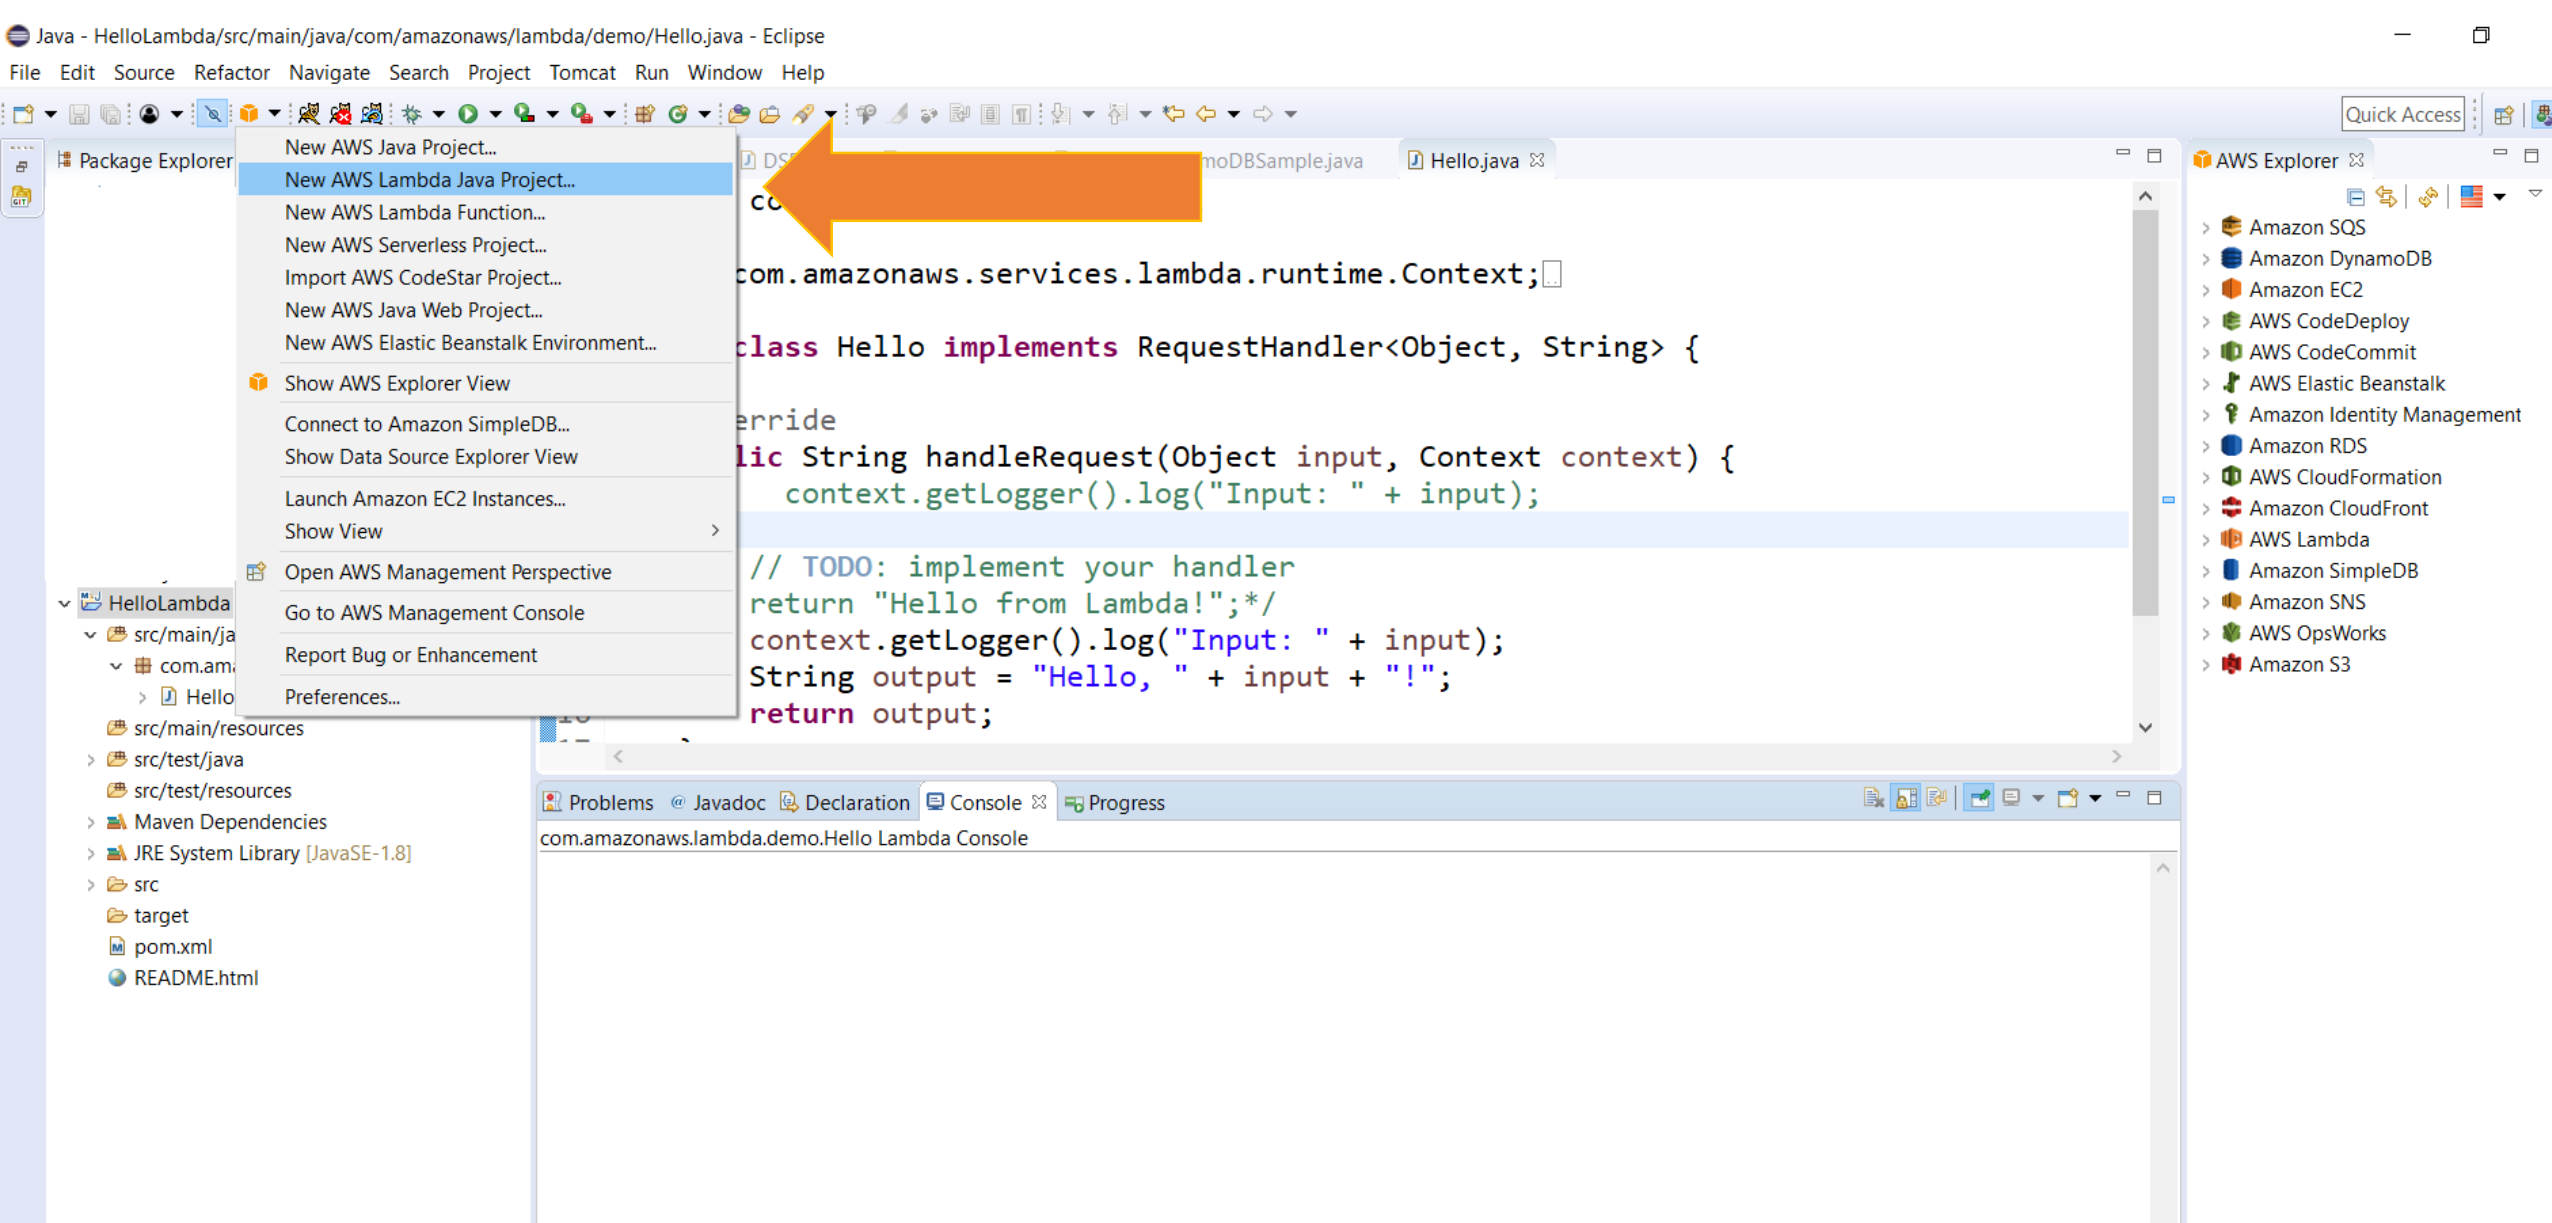 Java - HelloLambda/src/main/java/com/amazonaws/lambda/demo/Hello.java - Eclipse
File Edit Source Refactor Navigate Search Project Tomcat Run Window Help
Quick Access
GIT
Package Explorer
New AWS Java Project...
New AWS Lambda Java Project...
New AWS Lambda Function...
New AWS Serverless Project...
Import AWS CodeStar Project...
New AWS Java Web Project...
New AWS Elastic Beanstalk Environment...
Show AWS Explorer View
Connect to Amazon SimpleDB...
Show Data Source Explorer View
Launch Amazon EC2 Instances...
Show View
Open AWS Management Perspective
Go to AWS Management Console
Report Bug or Enhancement
Preferences...
HelloLambda
src/main/ja
com.ama
Hello
src/main/resources
src/test/java
src/test/resources
Maven Dependencies
JRE System Library [JavaSE-1.8]
src
target
pom.xml
README.html
moDBSample.java Hello.java
com.amazonaws.services.lambda.runtime.Context;
class Hello implements RequestHandler<Object, String> {
erride
lic String handleRequest(Object input, Context context) {
context.getLogger().log("Input: " + input);
// TODO: implement your handler
return "Hello from Lambda!";*/
context.getLogger().log("Input: " + input);
String output = "Hello, " + input + "!";
return output;
Problems @ Javadoc Declaration Console Progress
com.amazonaws.lambda.demo.Hello Lambda Console
AWS Explorer
Amazon SQS
Amazon DynamoDB
Amazon EC2
AWS CodeDeploy
AWS CodeCommit
AWS Elastic Beanstalk
Amazon Identity Management
Amazon RDS
AWS CloudFormation
Amazon CloudFront
AWS Lambda
Amazon SimpleDB
Amazon SNS
AWS OpsWorks
Amazon S3